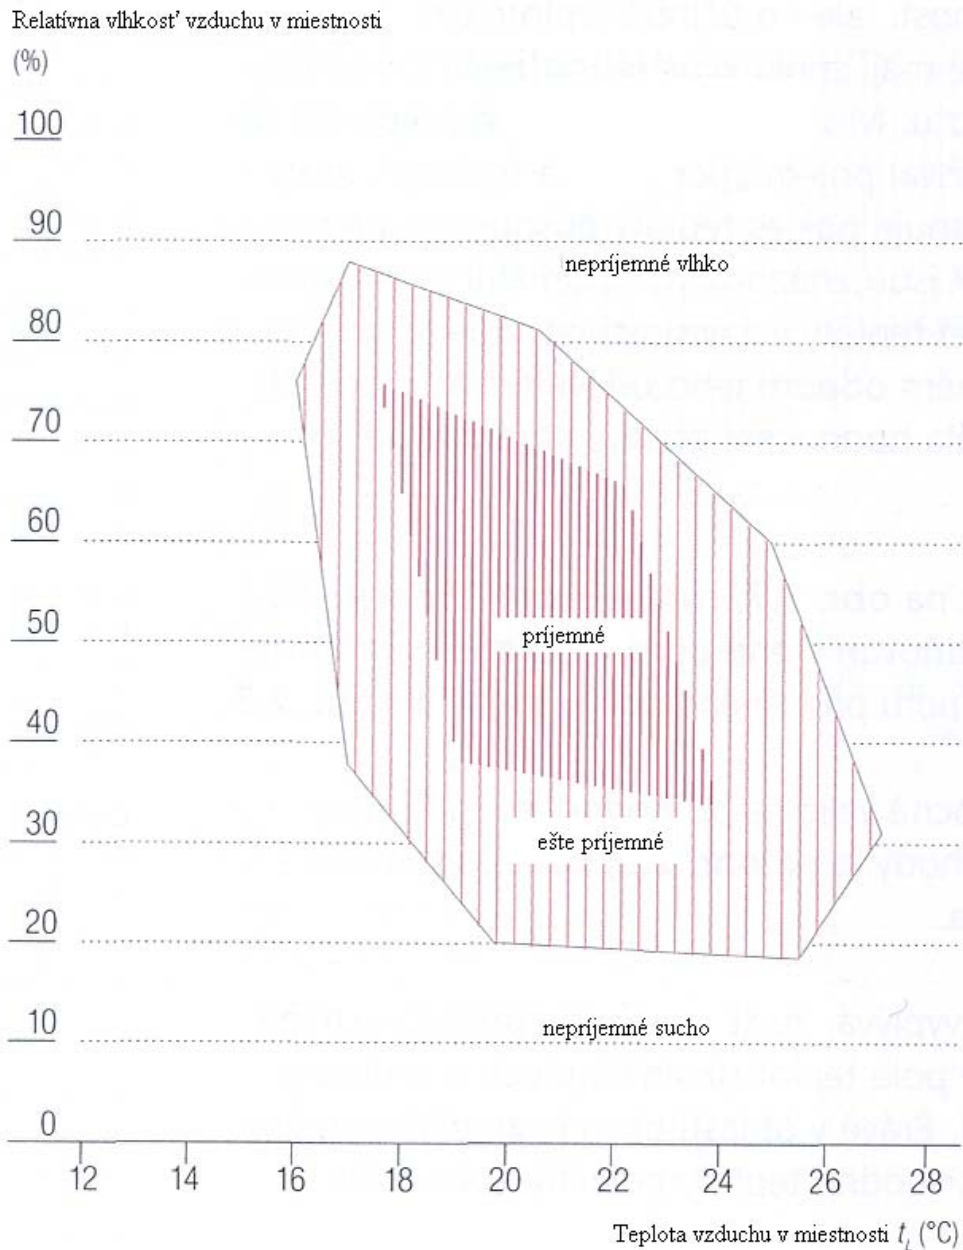 Relatívna vlhkosť vzduchu v miestnosti
(%)
100
90
nepríjemné vlhko
80
70
60
50
príjemné
40
30
ešte príjemné
20
10
nepríjemné sucho
0
12 14 16 18 20 22 24 26 28
Teplota vzduchu v miestnosti tᵢ (°C)